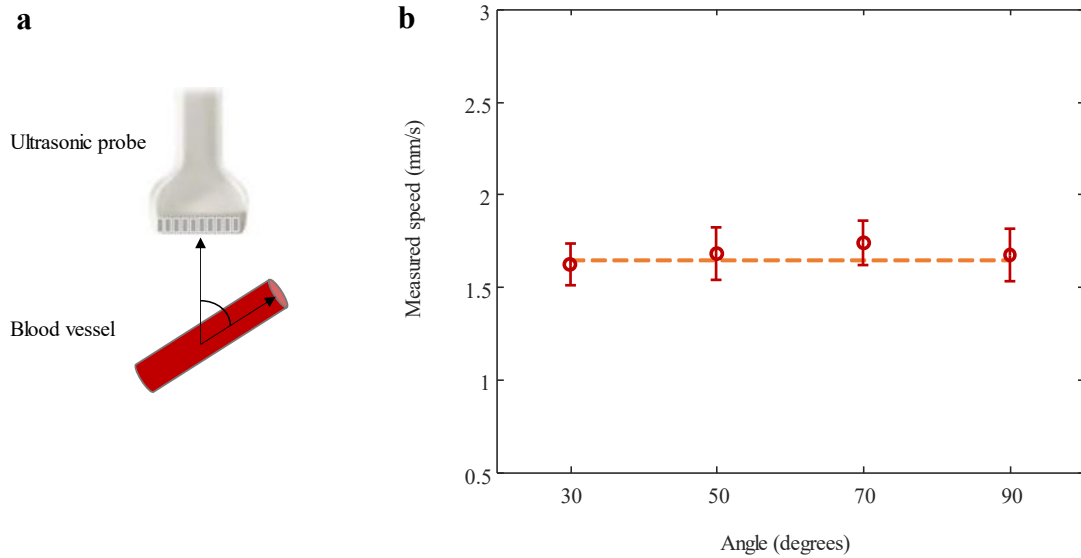 a
Ultrasonic probe
Blood vessel
b
Measured speed (mm/s)
3
2.5
2
1.5
1
0.5
30 50 70 90
Angle (degrees)